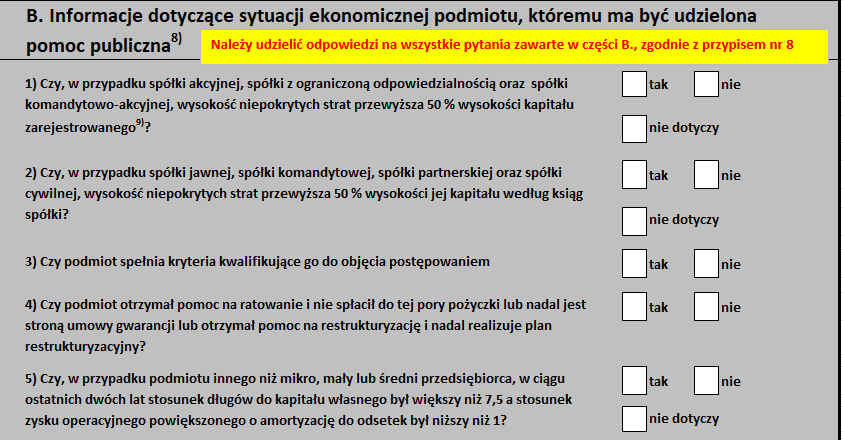 B. Informacje dotyczące sytuacji ekonomicznej podmiotu, któremu ma być udzielona
pomoc publiczna8)
Należy udzielić odpowiedzi na wszystkie pytania zawarte w części B., zgodnie z przypisem nr 8
1) Czy, w przypadku spółki akcyjnej, spółki z ograniczoną odpowiedzialnością oraz spółki
komandytowo-akcyjnej, wysokość niepokrytych strat przewyższa 50 % wysokości kapitału
zarejestrowanego9)?
tak nie
nie dotyczy
2) Czy, w przypadku spółki jawnej, spółki komandytowej, spółki partnerskiej oraz spółki
cywilnej, wysokość niepokrytych strat przewyższa 50 % wysokości jej kapitału według ksiąg
spółki?
tak nie
nie dotyczy
3) Czy podmiot spełnia kryteria kwalifikujące go do objęcia postępowaniem
tak nie
4) Czy podmiot otrzymał pomoc na ratowanie i nie spłacił do tej pory pożyczki lub nadal jest
stroną umowy gwarancji lub otrzymał pomoc na restrukturyzację i nadal realizuje plan
restrukturyzacyjny?
tak nie
5) Czy, w przypadku podmiotu innego niż mikro, mały lub średni przedsiębiorca, w ciągu
ostatnich dwóch lat stosunek długów do kapitału własnego był większy niż 7,5 a stosunek
zysku operacyjnego powiększonego o amortyzację do odsetek był niższy niż 1?
tak nie
nie dotyczy